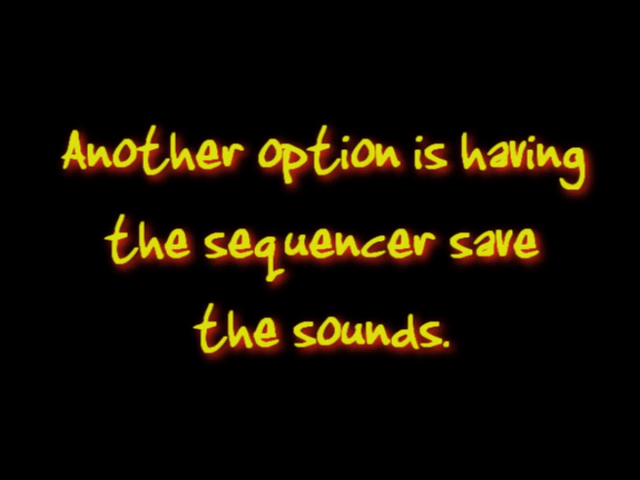 Another option is having
the sequencer save
the sounds.